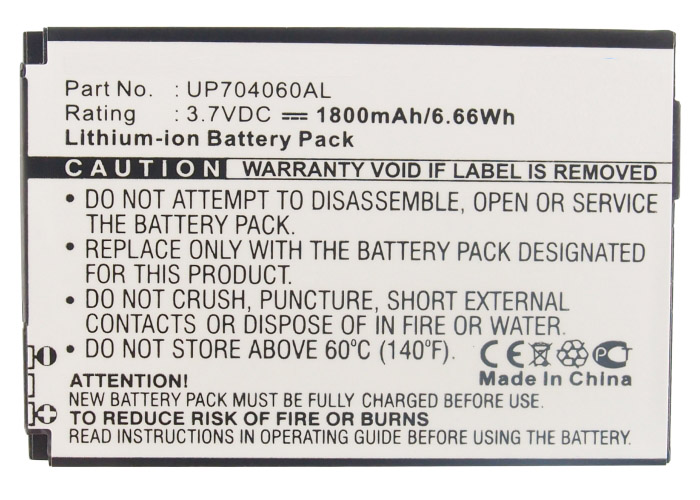 Part No. : UP704060AL
Rating : 3.7VDC ⎓ 1800mAh/6.66Wh
Lithium-ion Battery Pack
CAUTION WARRANTY VOID IF LABEL IS REMOVED
• DO NOT ATTEMPT TO DISASSEMBLE, OPEN OR SERVICE
THE BATTERY PACK.
• REPLACE ONLY WITH THE BATTERY PACK DESIGNATED
FOR THIS PRODUCT.
• DO NOT CRUSH, PUNCTURE, SHORT EXTERNAL
CONTACTS OR DISPOSE OF IN FIRE OR WATER.
• DO NOT STORE ABOVE 60°C (140°F). CE PCT
Made In China
ATTENTION!
NEW BATTERY PACK MUST BE FULLY CHARGED BEFORE USE.
TO REDUCE RISK OF FIRE OR BURNS
READ INSTRUCTIONS IN OPERATING GUIDE BEFORE USING BATTERY